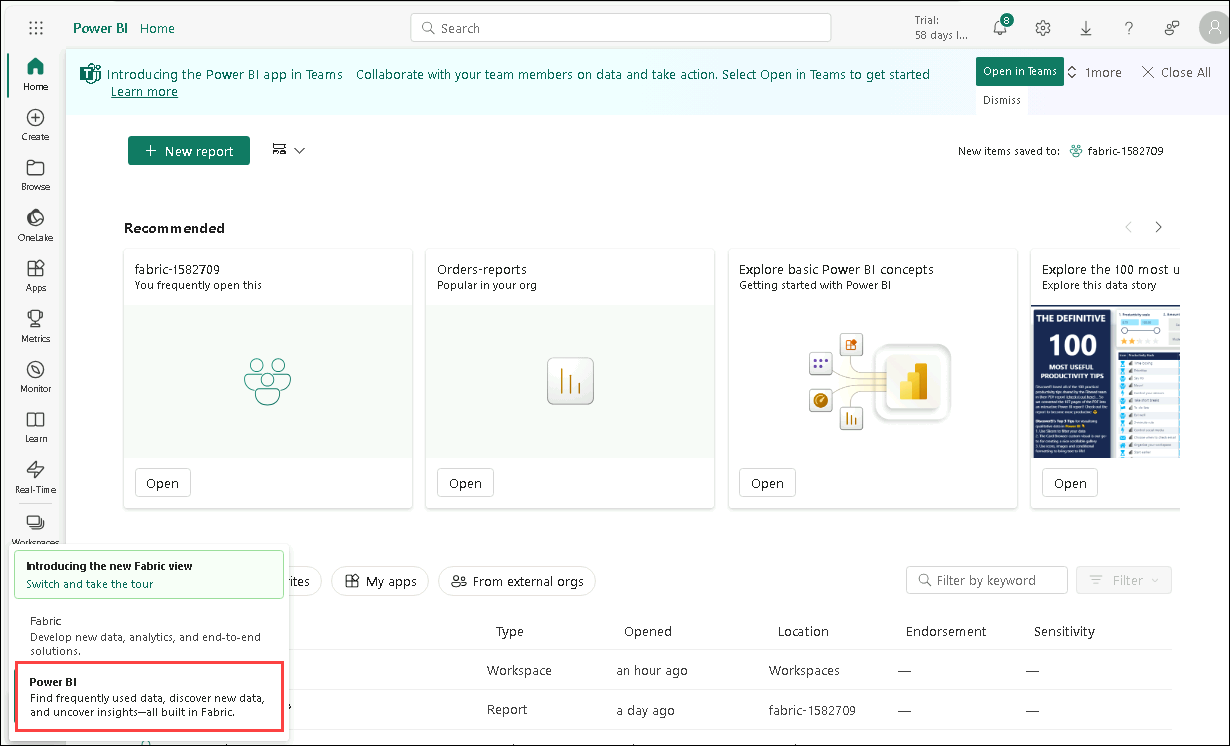 Power BI Home
Search
Trial:
58 days l...
8
Introducing the Power BI app in Teams Collaborate with your team members on data and take action. Select Open in Teams to get started
Learn more
Open in Teams
1more
Close All
Dismiss
Home
Create
Browse
OneLake
Apps
Metrics
Monitor
Learn
Real-Time
Workspaces
+ New report
New items saved to: fabric-1582709
Recommended
fabric-1582709
You frequently open this
Open
Orders-reports
Popular in your org
Open
Explore basic Power BI concepts
Getting started with Power BI
Open
Explore the 100 most u
Explore this data story
THE DEFINITIVE
100
MOST USEFUL
PRODUCTIVITY TIPS
Open
Introducing the new Fabric view
Switch and take the tour
Fabric
Develop new data, analytics, and end-to-end
solutions.
Power BI
Find frequently used data, discover new data,
and uncover insights—all built in Fabric.
rites
My apps
From external orgs
Filter by keyword
Filter
Type Opened Location Endorsement Sensitivity
Workspace an hour ago Workspaces — —
Report a day ago fabric-1582709 — —